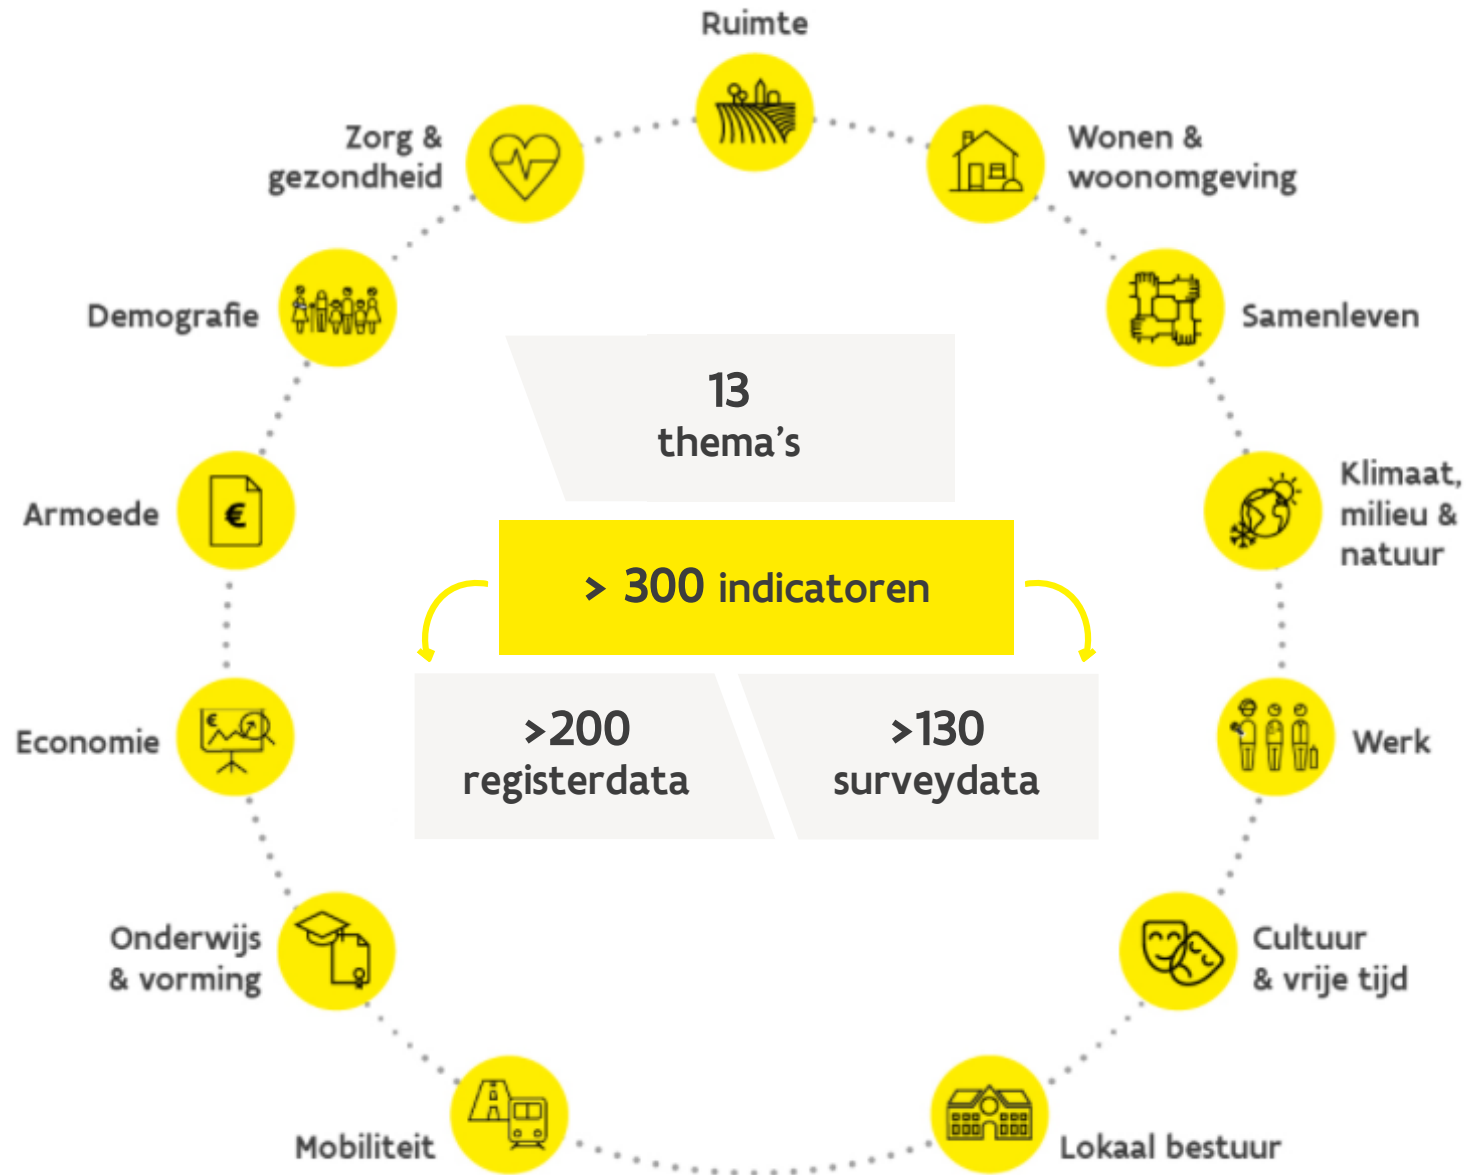 Ruimte
Zorg &
gezondheid
Wonen &
woonomgeving
Demografie
Samenleven
13
thema's
Armoede
€
Klimaat,
milieu &
natuur
> 300 indicatoren
Economie
€
>200
registerdata
>130
surveydata
Werk
Onderwijs
& vorming
Cultuur
& vrije tijd
Mobiliteit
Lokaal bestuur